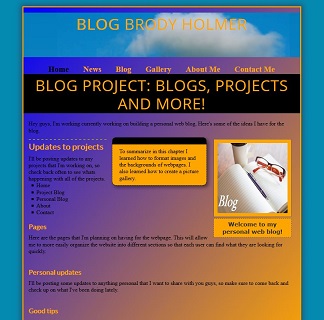 BLOG BRODY HOLMER
Home News Blog Gallery About Me Contact Me
BLOG PROJECT: BLOGS, PROJECTS
AND MORE!
Hey guys, I'm working currently working on building a personal web blog. Here's some of the ideas I have for the
blog.
Updates to projects
I'll be posting updates to any
projects that I'm working on, so
check back often to see whats
happening with all of the projects.
Home
Project Blog
Personal Blog
About
Contact
To summarize in this chapter I
learned how to format images and
the backgrounds of webpages. I
also learned how to create a picture
gallery.
Blog
Welcome to my
personal web blog!
Pages
Here are the pages that I'm planning on having for the webpage. This will allow
me to more easily organize the website into different sections so that each user can find what they are looking for
quickly.
Personal updates
I'll be posting some updates to anything personal that I want to share with you guys, so make sure to come back and
check up on what I've been doing lately.
Good tips